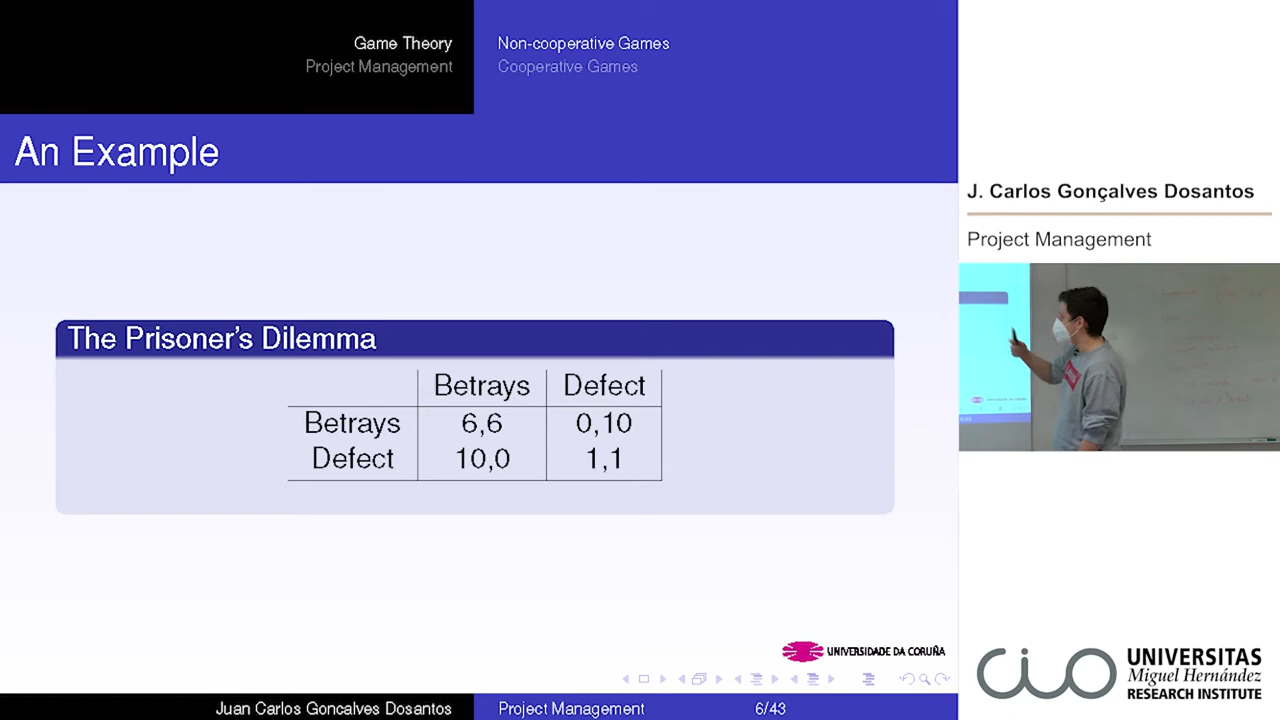 Game Theory
Project Management
Non-cooperative Games
Cooperative Games
An Example
The Prisoner's Dilemma
Betrays Defect
Betrays 6,6 0,10
Defect 10,0 1,1
UNIVERSIDADE DA CORUÑA
Juan Carlos Goncalves Dosantos Project Management 6/43
J. Carlos Gonçalves Dosantos
Project Management
CIO
UNIVERSITAS
Miguel Hernández
RESEARCH INSTITUTE